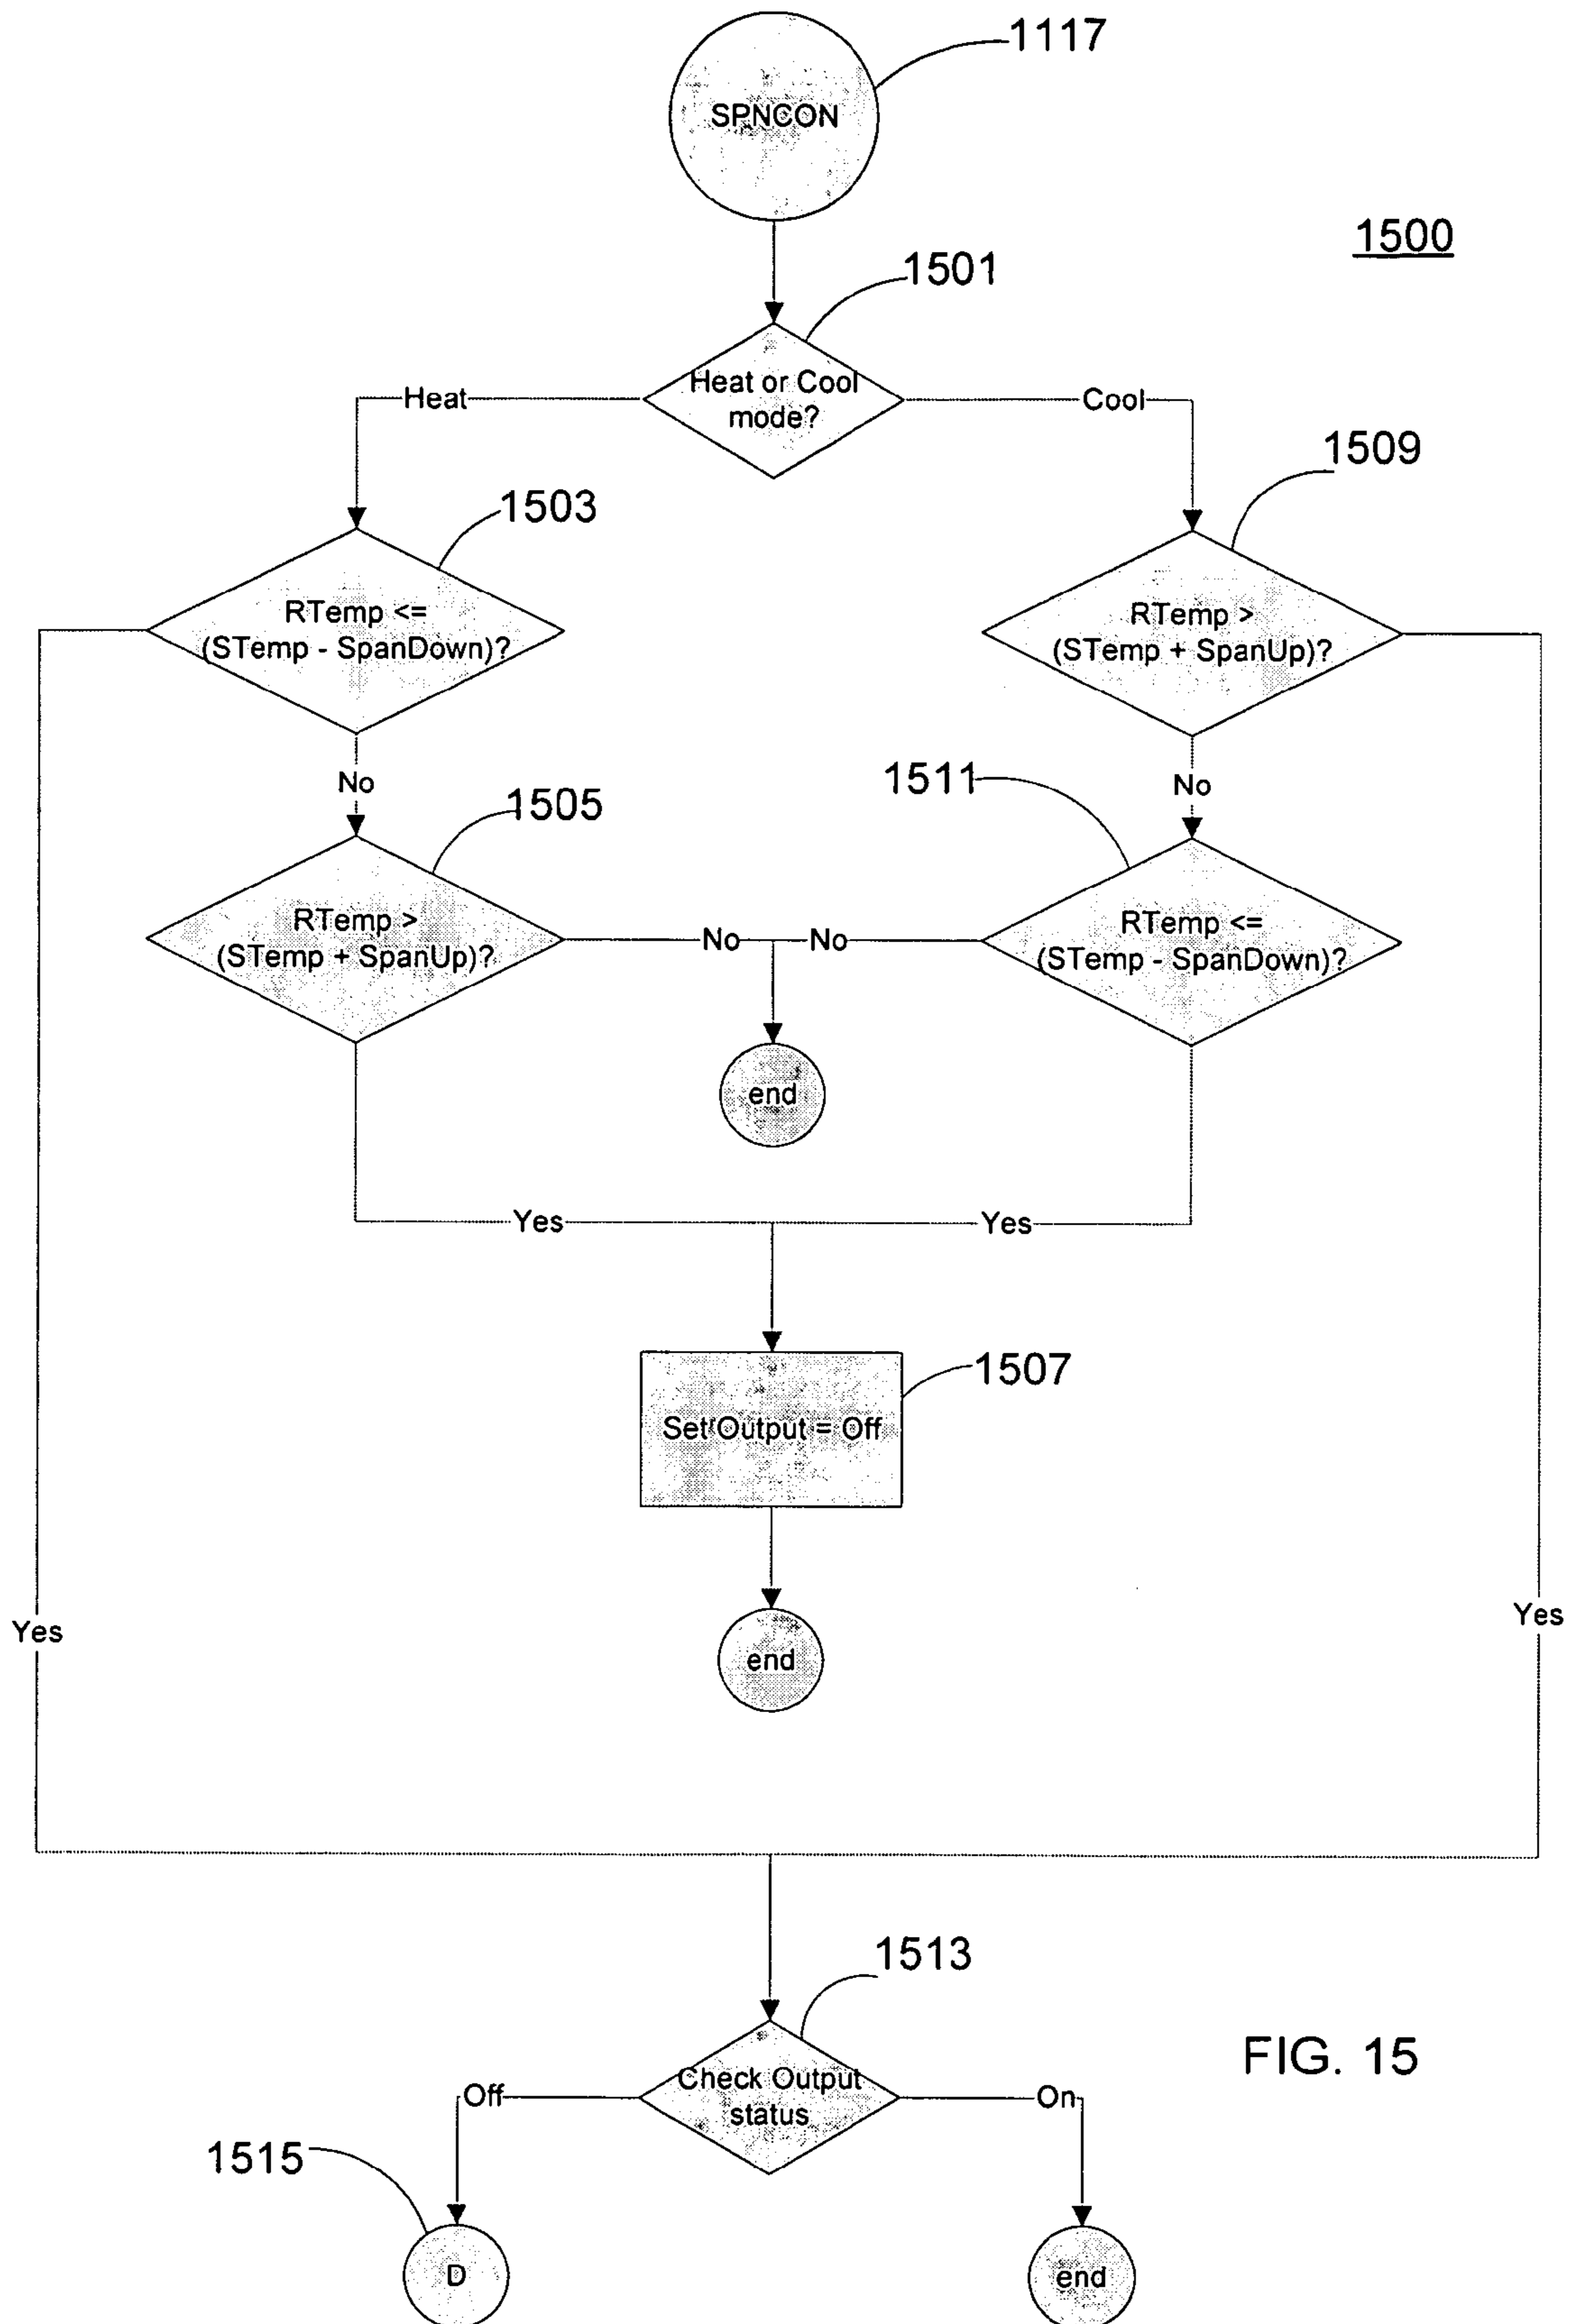 1117
SPNCON
1500
1501
Heat or Cool
mode?
Heat
Cool
1509
1503
RTemp <=
(STemp - SpanDown)?
RTemp >
(STemp + SpanUp)?
No
No
1511
1505
RTemp >
(STemp + SpanUp)?
No
No
RTemp <=
(STemp - SpanDown)?
end
Yes
Yes
1507
Set Output = Off
Yes
Yes
end
1513
Check Output
status
FIG. 15
Off
On
1515
D
end